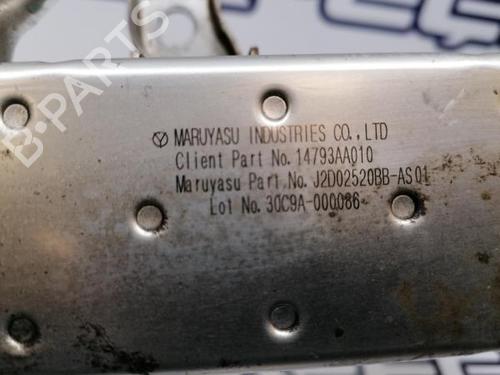 MARUYASU INDUSTRIES CO.,LTD
Client Part No. 14793AA010
Maruyasu Part No. J2D02520BB-AS01
Lot No. 30C9A-000086
B-PARTS